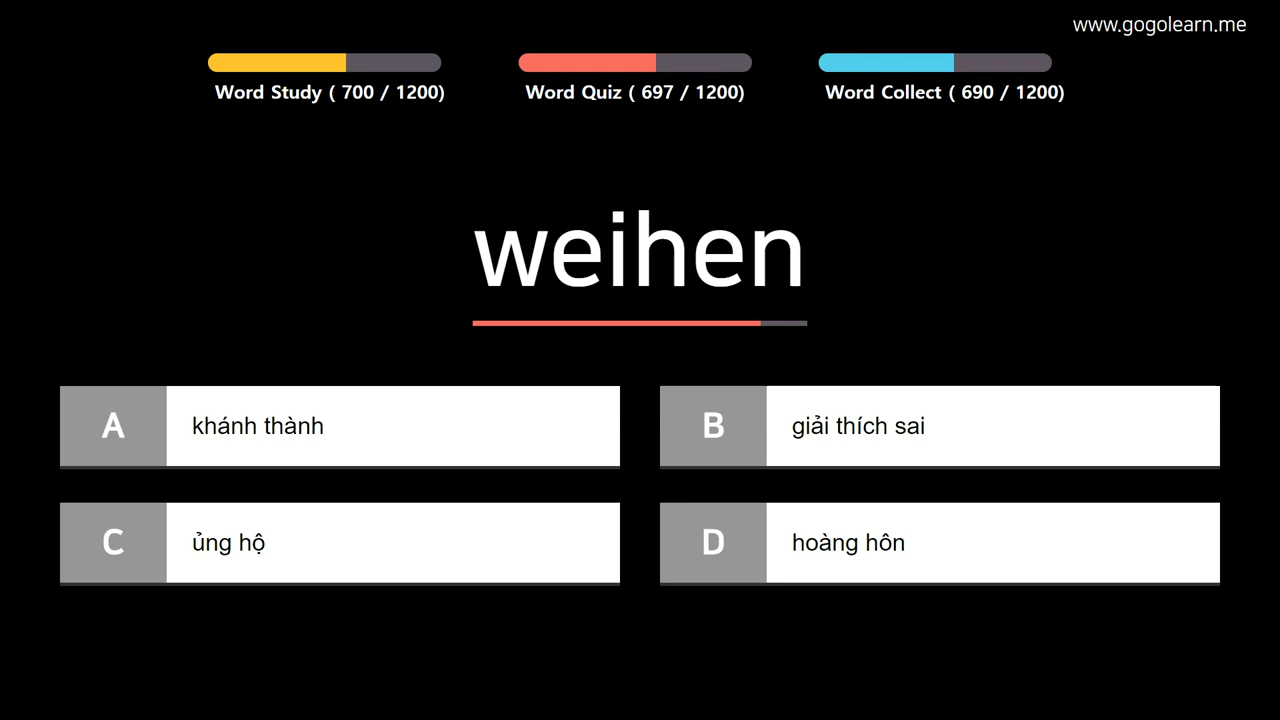 www.gogolearn.me
Word Study ( 700 / 1200)
Word Quiz ( 697 / 1200)
Word Collect ( 690 / 1200)
weihen
A khánh thành
B giải thích sai
C ủng hộ
D hoàng hôn